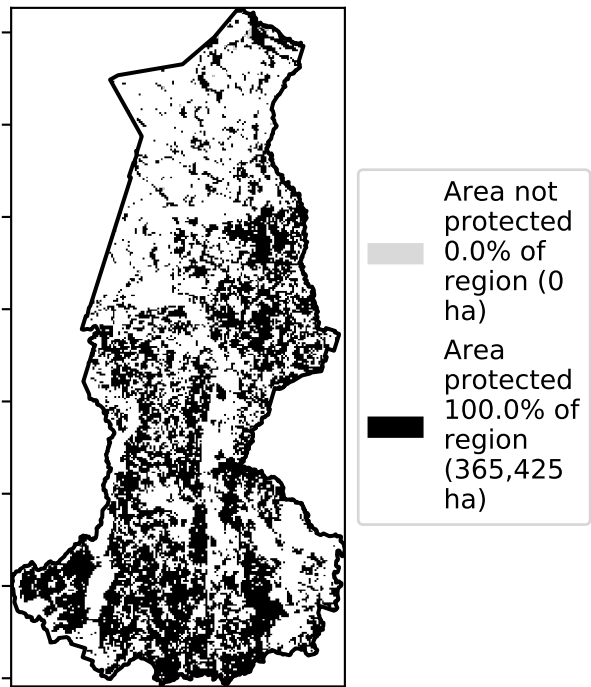 Area not
protected
0.0% of
region (0
ha)
Area
protected
100.0% of
region
(365,425
ha)